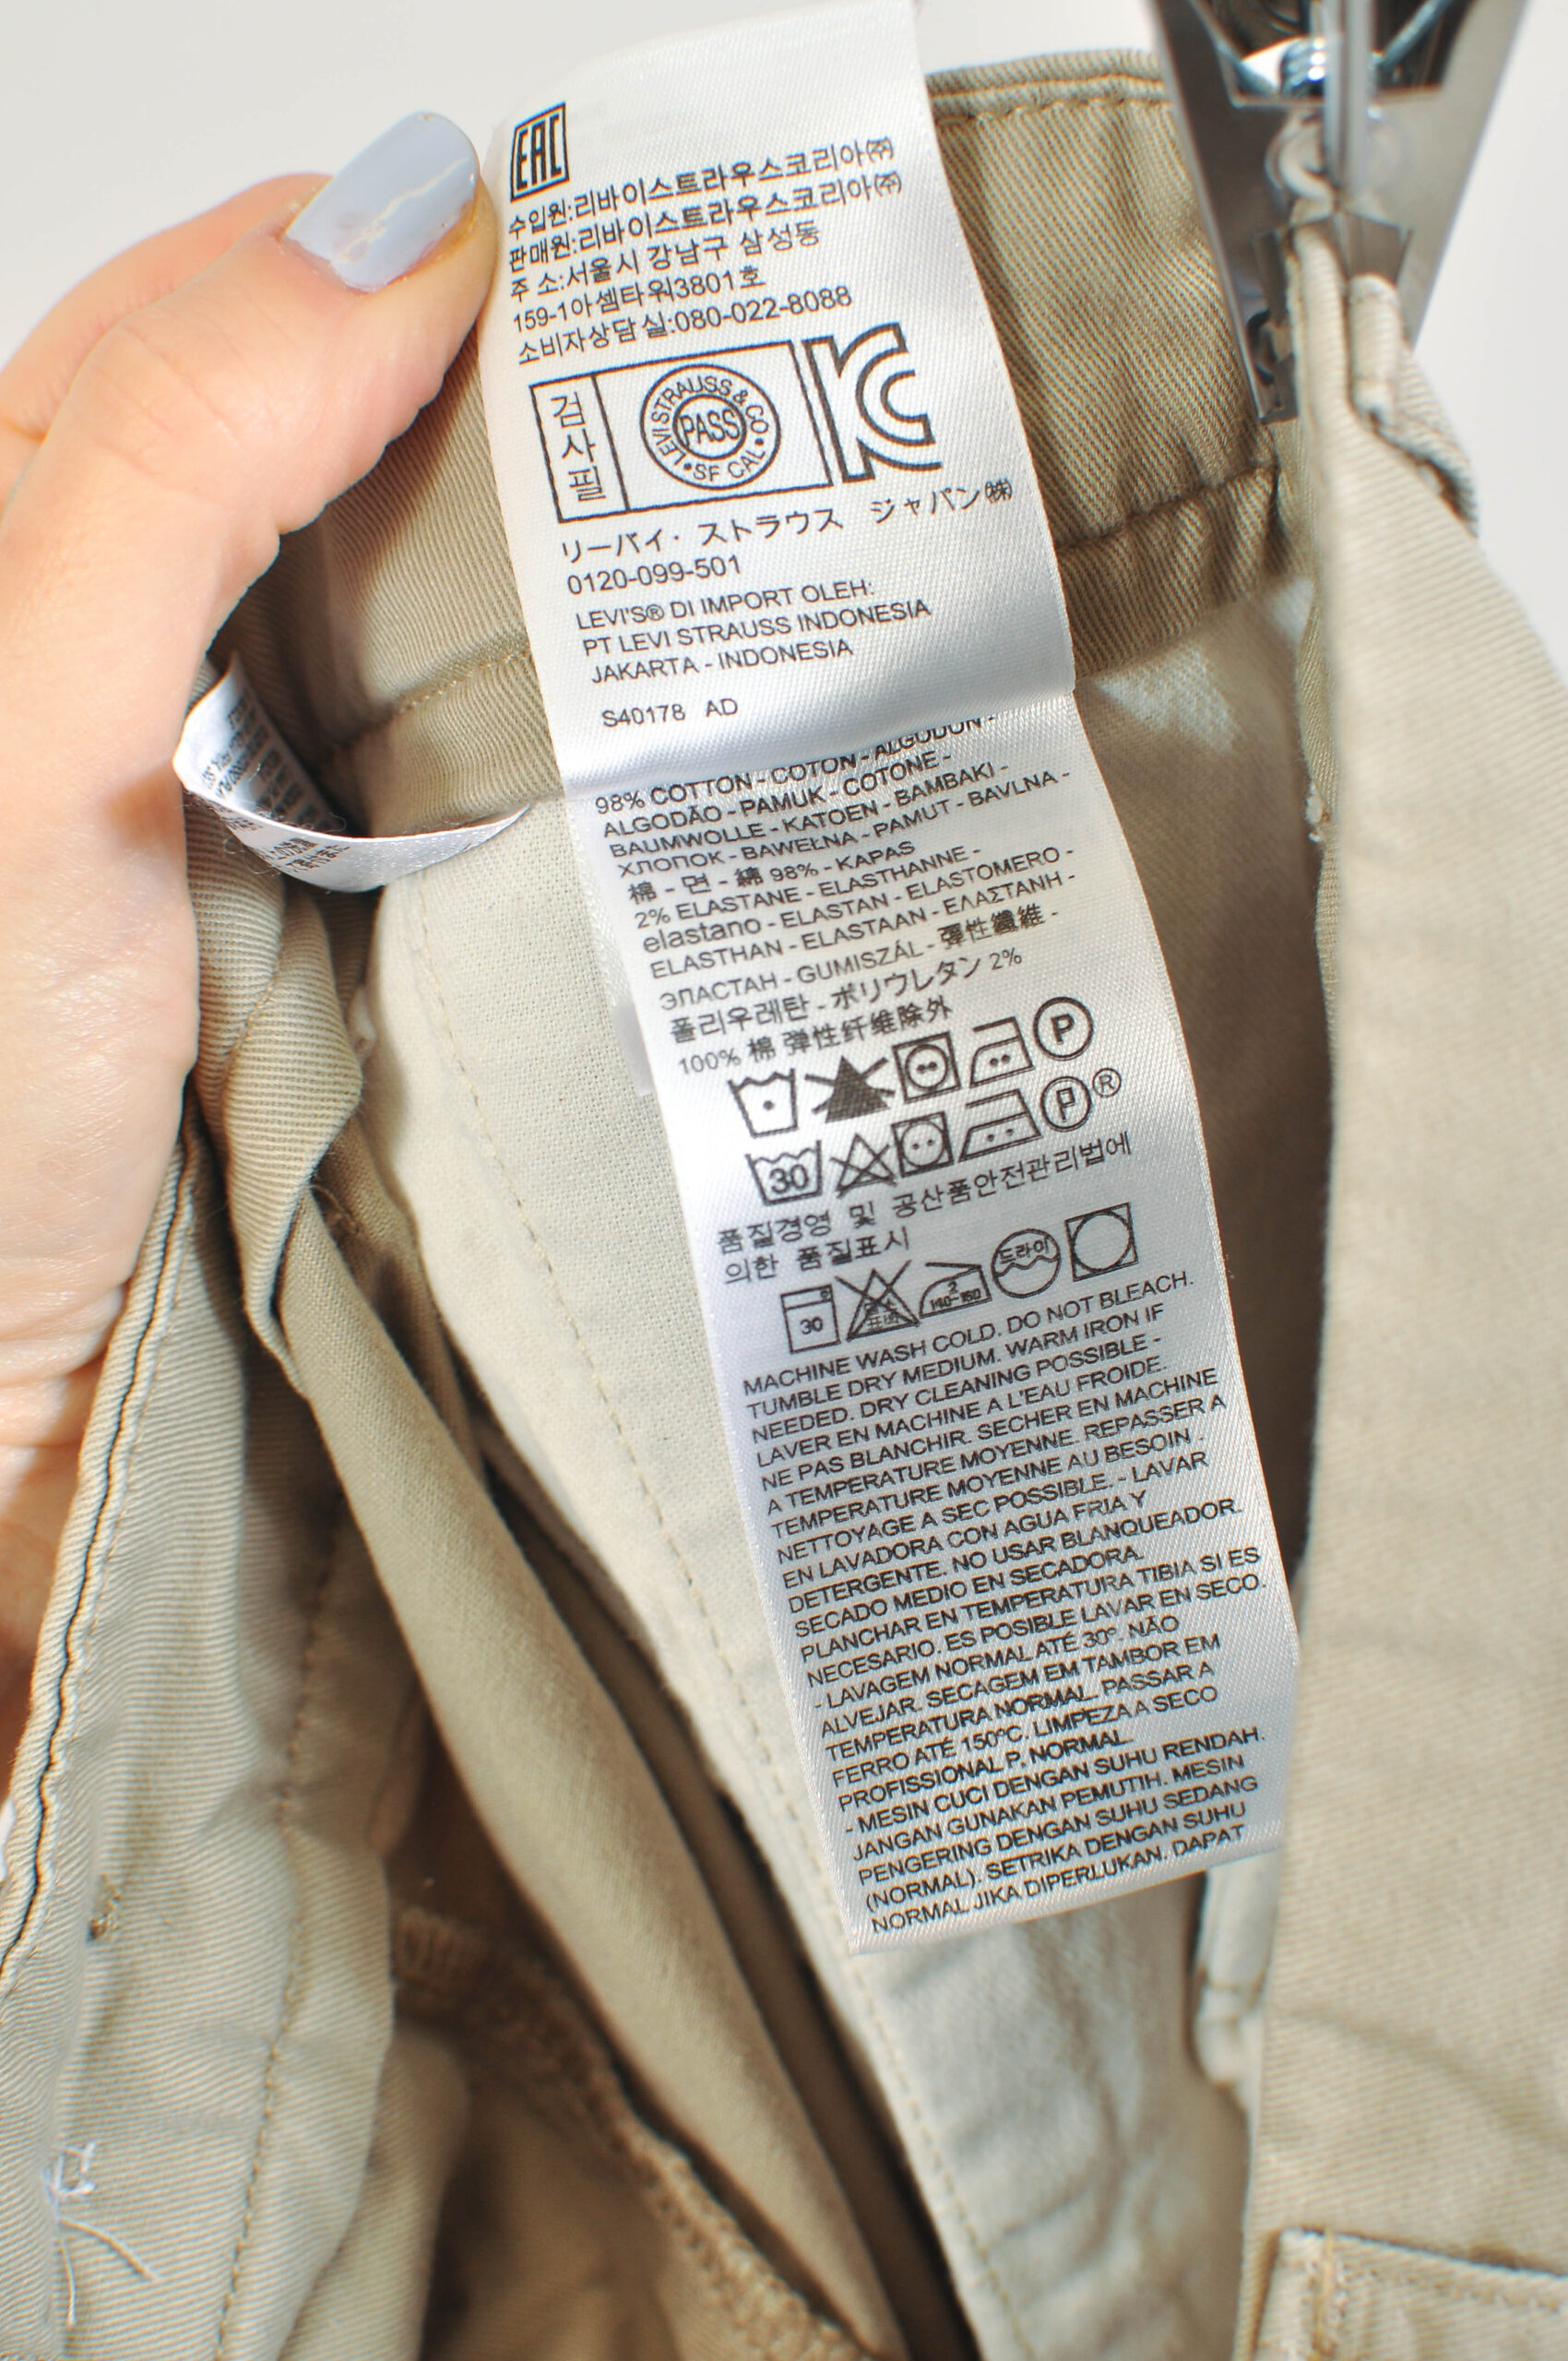 EAC
수입원:리바이스트라우스코리아㈜
판매원:리바이스트라우스코리아㈜
주 소:서울시 강남구 삼성동
159-1아셈타워3801호
소비자상담실:080-022-8088
검사필
LEVI STRAUSS & CO
PASS
•SF CAL•
KC
リーバイ・ストラウス ジャパン㈱
0120-099-501
LEVI'S® DI IMPORT OLEH:
PT LEVI STRAUSS INDONESIA
JAKARTA - INDONESIA
S40178 AD
98% COTTON - COTON - ALGODÓN -
ALGODÃO - PAMUK - COTONE -
BAUMWOLLE - KATOEN - BAMBAKI -
ХЛОПОК - BAWEŁNA - PAMUT - BAVLNA -
棉 - 면 - 綿 98% - KAPAS
2% ELASTANE - ELASTHANNE -
elastano - ELASTAN - ELASTOMERO -
ELASTHAN - ELASTAAN - ΕΛΑΣΤΑΝΗ -
ЭЛАСТАН - GUMISZÁL - 彈性纖維 -
폴리우레탄 - ポリウレタン 2%
100% 棉 弹性纤维除外
P
30 P®
품질경영 및 공산품안전관리법에
의한 품질표시
30 2 140-160 드라이
MACHINE WASH COLD. DO NOT BLEACH.
TUMBLE DRY MEDIUM. WARM IRON IF
NEEDED. DRY CLEANING POSSIBLE -
LAVER EN MACHINE A L'EAU FROIDE.
NE PAS BLANCHIR. SECHER EN MACHINE
A TEMPERATURE MOYENNE. REPASSER A
TEMPERATURE MOYENNE AU BESOIN .
NETTOYAGE A SEC POSSIBLE. - LAVAR
EN LAVADORA CON AGUA FRIA Y
DETERGENTE. NO USAR BLANQUEADOR.
SECADO MEDIO EN SECADORA.
PLANCHAR EN TEMPERATURA TIBIA SI ES
NECESARIO. ES POSIBLE LAVAR EN SECO.
- LAVAGEM NORMAL ATÉ 30º. NÃO
ALVEJAR. SECAGEM EM TAMBOR EM
TEMPERATURA NORMAL. PASSAR A
FERRO ATÉ 150ºC. LIMPEZA A SECO
PROFISSIONAL P, NORMAL.
- MESIN CUCI DENGAN SUHU RENDAH.
JANGAN GUNAKAN PEMUTIH. MESIN
PENGERING DENGAN SUHU SEDANG
(NORMAL). SETRIKA DENGAN SUHU
NORMAL JIKA DIPERLUKAN. DAPAT